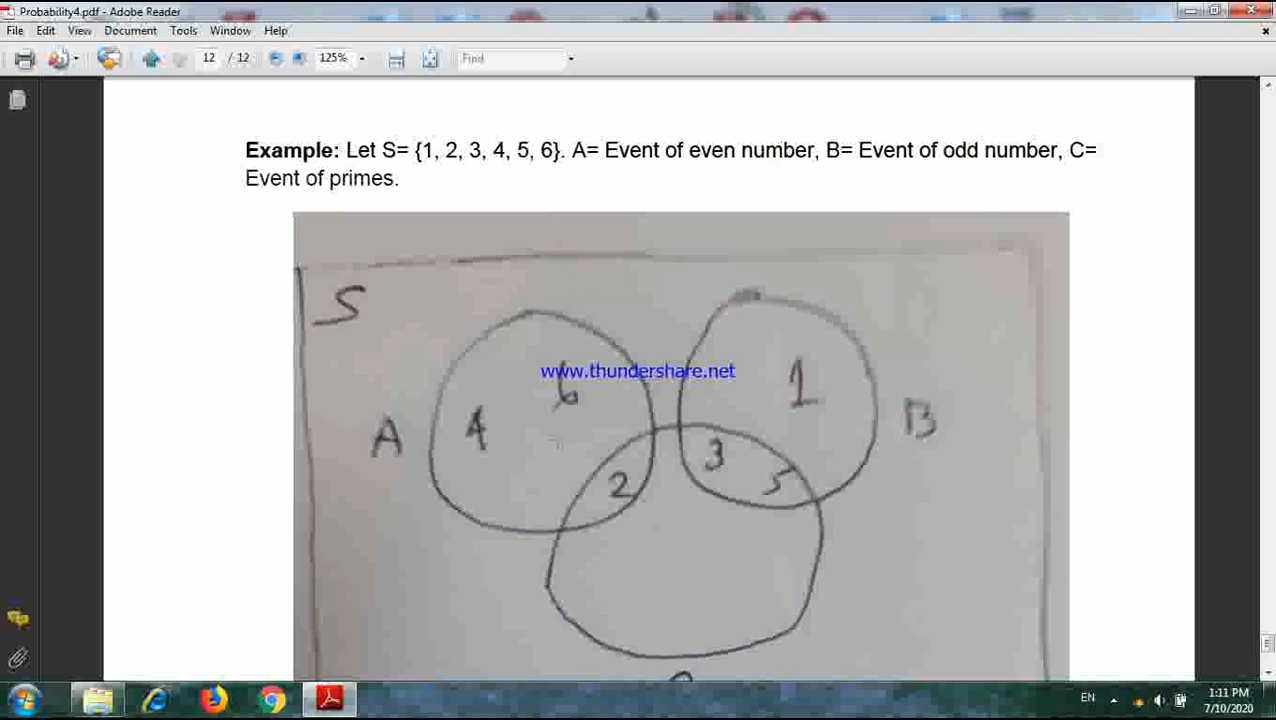 Probability4.pdf - Adobe Reader
File Edit View Document Tools Window Help
12 / 12 125% Find
Example: Let S= {1, 2, 3, 4, 5, 6}. A= Event of even number, B= Event of odd number, C=
Event of primes.
S
www.thundershare.net
6 1
A 4 B
3
2 5
EN 1:11 PM
7/10/2020